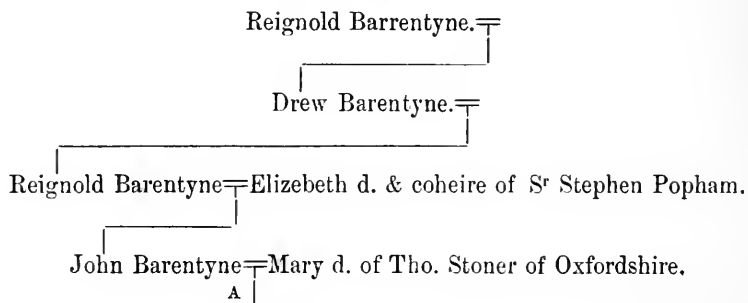 Reignold Barrentyne.
Drew Barentyne.
Reignold Barentyne Elizebeth d. & coheire of Sʳ Stephen Popham.
John Barentyne Mary d. of Tho. Stoner of Oxfordshire.
A